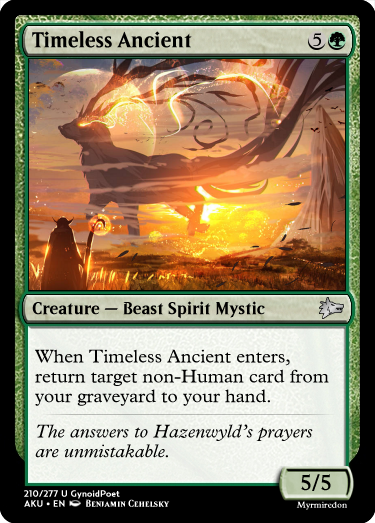 Timeless Ancient 5
Creature — Beast Spirit Mystic
When Timeless Ancient enters,
return target non-Human card from
your graveyard to your hand.
The answers to Hazenwyld's prayers
are unmistakable.
5/5
210/277 U GynoidPoet
AKU • EN Benjamin Cehelsky
Myrmiredon